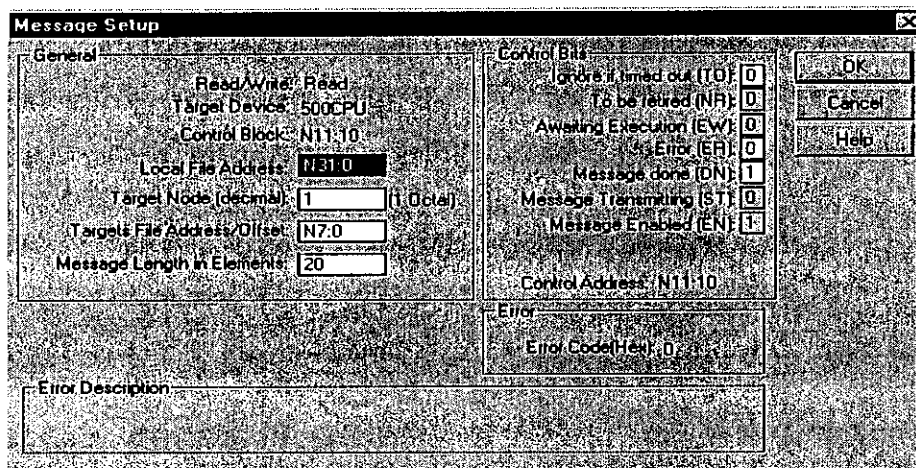 Message Setup
General
Read/Write: Read
Target Device: 500CPU
Control Block: N11:10
Local File Address: N31:0
Target Node (decimal): 1 (1 Octal)
Targets File Address/Offset: N7:0
Message Length in Elements: 20
Control Bits
Ignore if timed out (TO): 0
To be retired (NR): 0
Awaiting Execution (EW): 0
Error (ER): 0
Message done (DN): 1
Message Transmitting (ST): 0
Message Enabled (EN): 1
Control Address: N11:10
Error
Error Code(Hex): 0
Error Description
OK
Cancel
Help